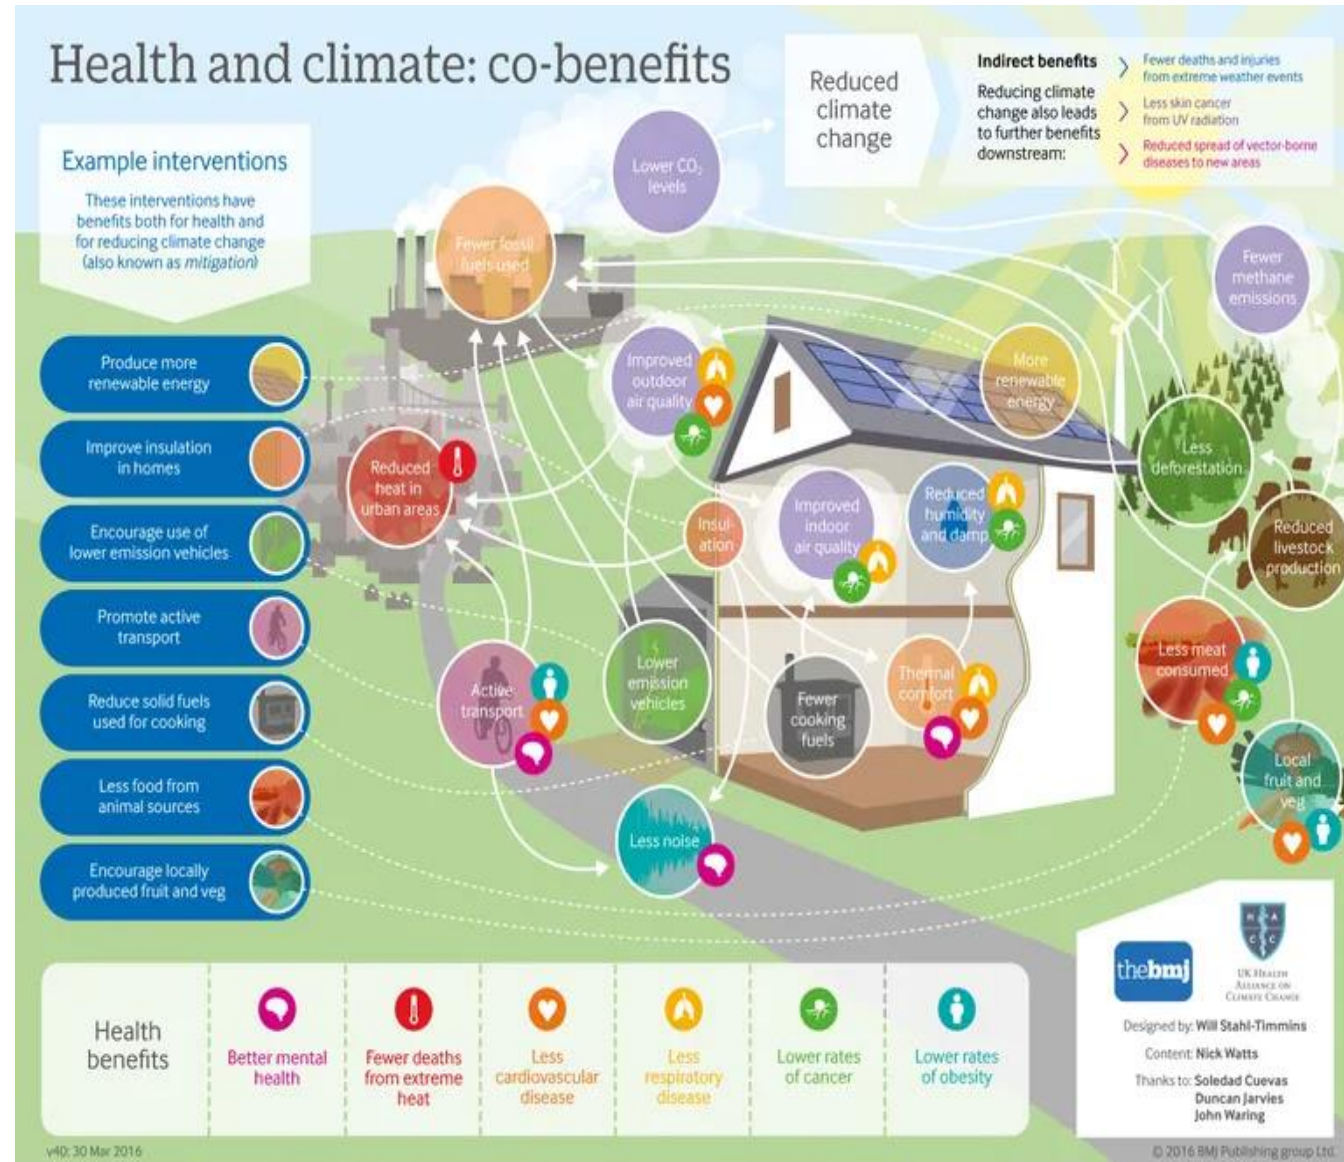 Health and climate: co-benefits
Reduced
climate
change
Indirect benefits
Reducing climate
change also leads
to further benefits
downstream:
Fewer deaths and injuries
from extreme weather events
Less skin cancer
from UV radiation
Reduced spread of vector-borne
diseases to new areas
Example interventions
These interventions have
benefits both for health and
for reducing climate change
(also known as mitigation)
Produce more
renewable energy
Improve insulation
in homes
Encourage use of
lower emission vehicles
Promote active
transport
Reduce solid fuels
used for cooking
Less food from
animal sources
Encourage locally
produced fruit and veg
Lower CO₂
levels
Fewer fossil
fuels used
Fewer
methane
emissions
Improved
outdoor
air quality
More
renewable
energy
Less
deforestation
Reduced
heat in
urban areas
Insul-
ation
Improved
indoor
air quality
Reduced
humidity
and damp
Reduced
livestock
production
Active
transport
Lower
emission
vehicles
Fewer
cooking
fuels
Thermal
comfort
Less meat
consumed
Local
fruit and
veg
Less noise
Health
benefits
Better mental
health
Fewer deaths
from extreme
heat
Less
cardiovascular
disease
Less
respiratory
disease
Lower rates
of cancer
Lower rates
of obesity
thebmj
H A
C C
UK HEALTH
ALLIANCE ON
CLIMATE CHANGE
Designed by: Will Stahl-Timmins
Content: Nick Watts
Thanks to: Soledad Cuevas
Duncan Jarvies
John Waring
v40: 30 Mar 2016
© 2016 BMJ Publishing group Ltd.